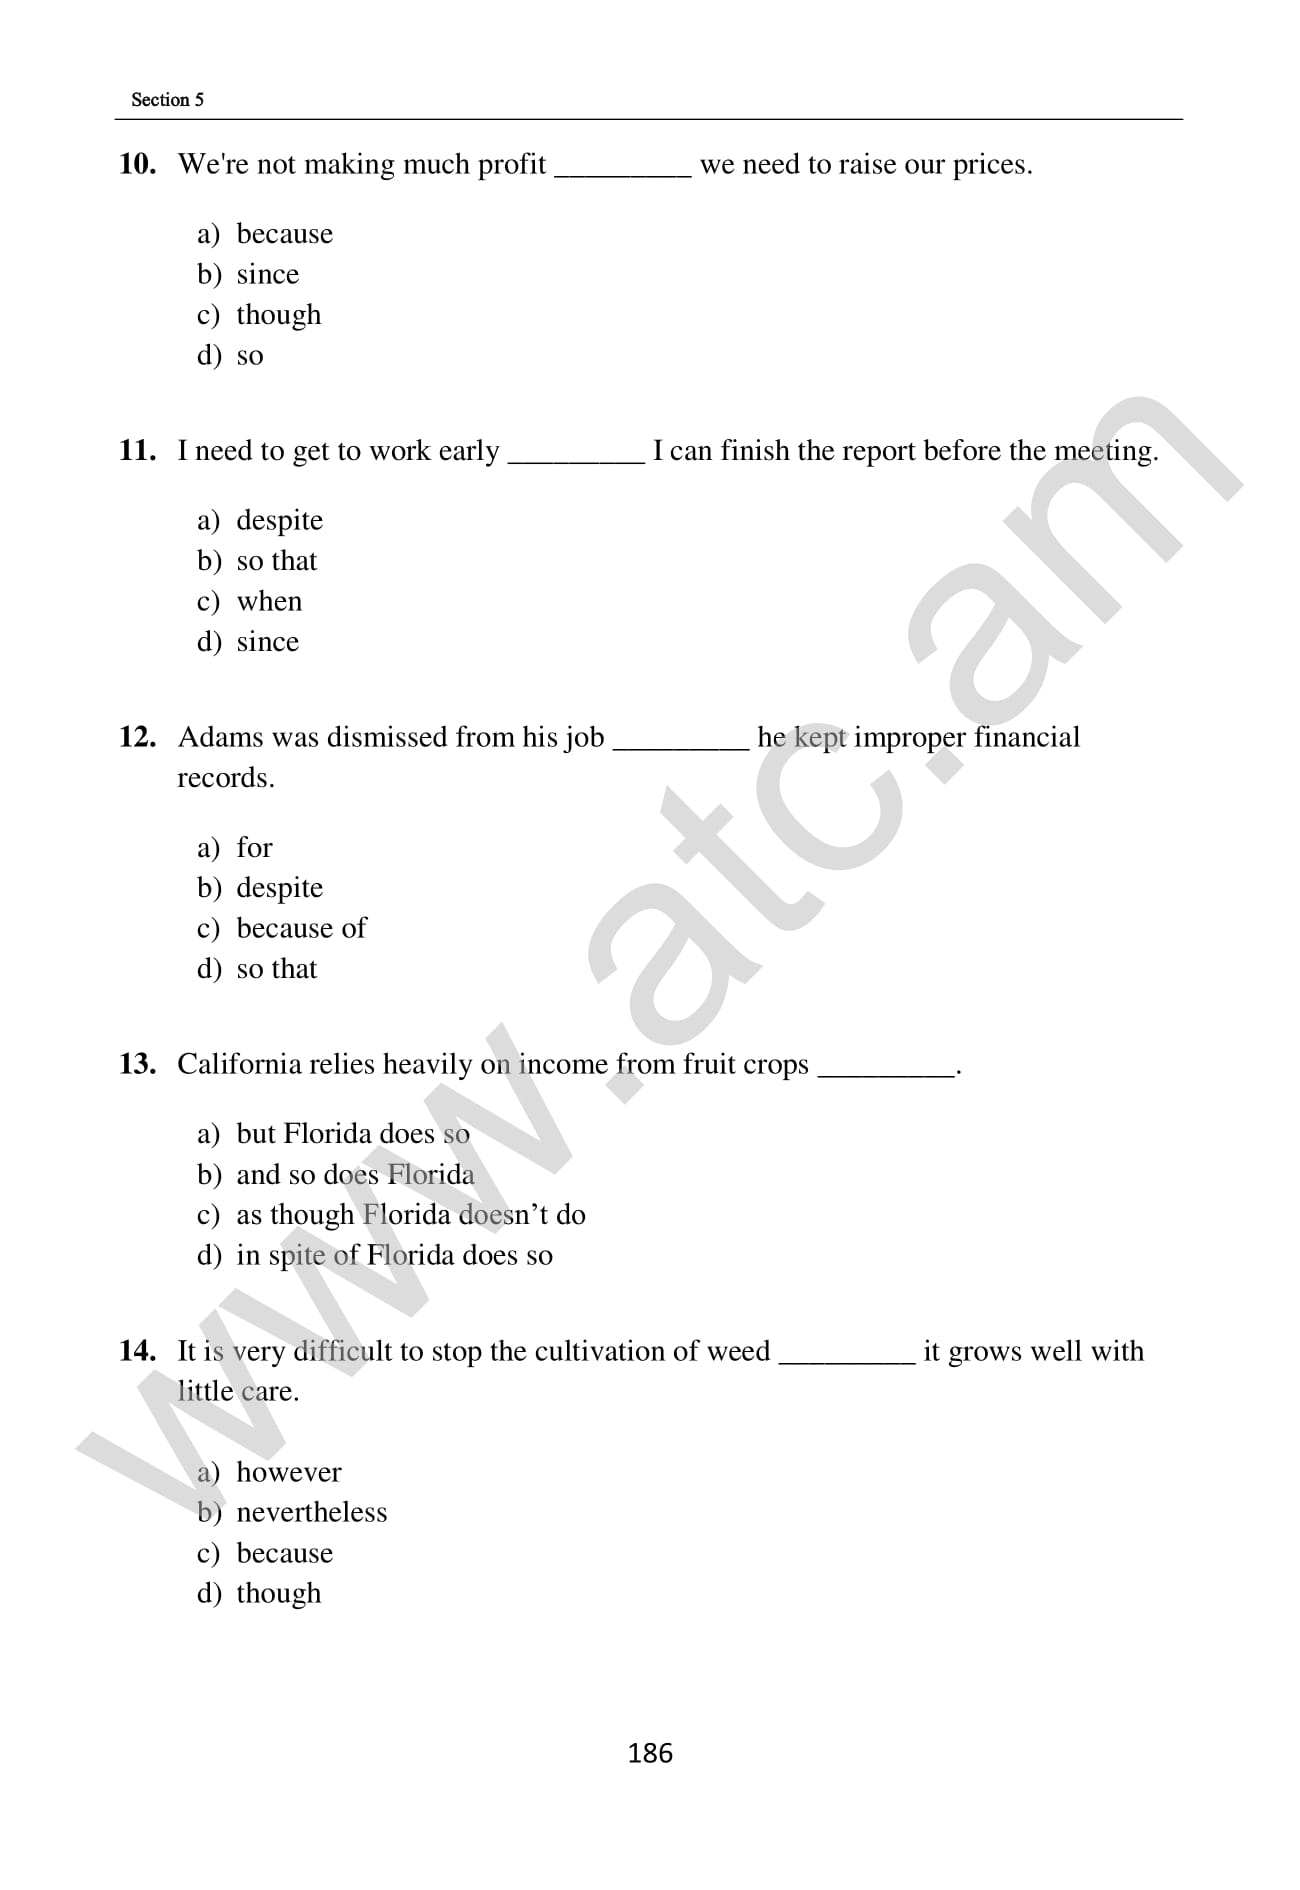 Section 5
10. We're not making much profit _________ we need to raise our prices.
a) because
b) since
c) though
d) so
11. I need to get to work early _________ I can finish the report before the meeting.
a) despite
b) so that
c) when
d) since
12. Adams was dismissed from his job _________ he kept improper financial
records.
a) for
b) despite
c) because of
d) so that
13. California relies heavily on income from fruit crops _________.
a) but Florida does so
b) and so does Florida
c) as though Florida doesn’t do
d) in spite of Florida does so
14. It is very difficult to stop the cultivation of weed _________ it grows well with
little care.
a) however
b) nevertheless
c) because
d) though
186
www.atc.am